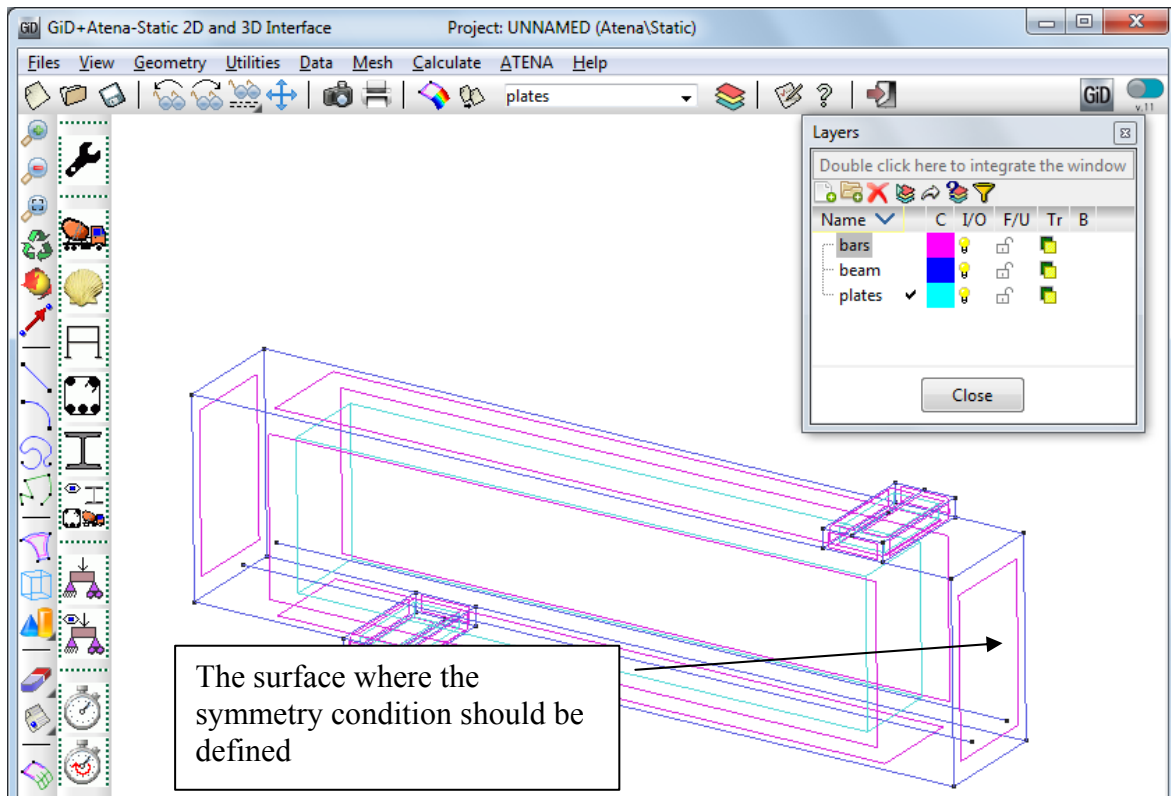 GiD GiD+Atena-Static 2D and 3D Interface Project: UNNAMED (Atena\Static)
Files View Geometry Utilities Data Mesh Calculate ATENA Help
plates
GiD
v.11
Layers
Double click here to integrate the window
Name C I/O F/U Tr B
bars
beam
plates
Close
The surface where the
symmetry condition should be
defined